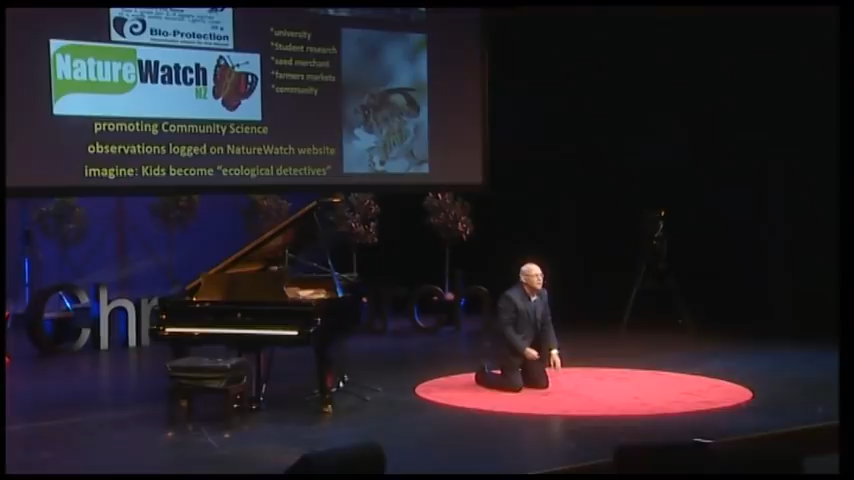 Bio-Protection
NatureWatch
NZ
*university
*Student research
*seed merchant
*farmers markets
*community
promoting Community Science
observations logged on NatureWatch website
imagine: Kids become "ecological detectives"
Chr rch